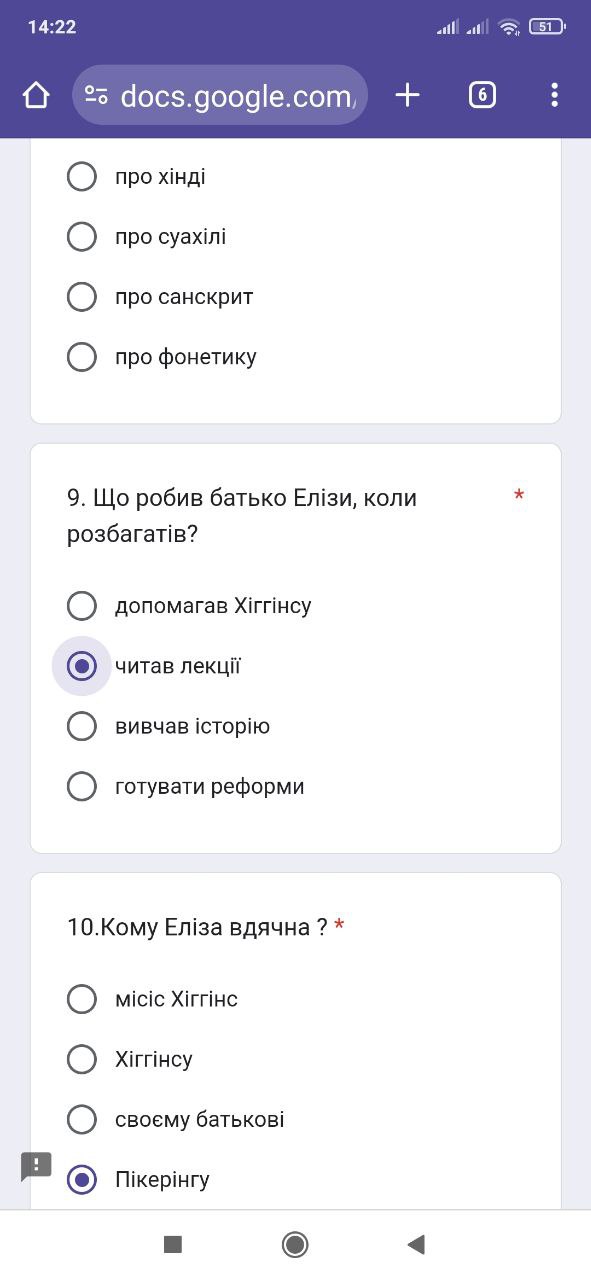 14:22
51
docs.google.com
6
про хінді
про суахілі
про санскрит
про фонетику
9. Що робив батько Елізи, коли *
розбагатів?
допомагав Хіггінсу
читав лекції
вивчав історію
готувати реформи
10.Кому Еліза вдячна ? *
місіс Хіггінс
Хіггінсу
своєму батькові
Пікерінгу